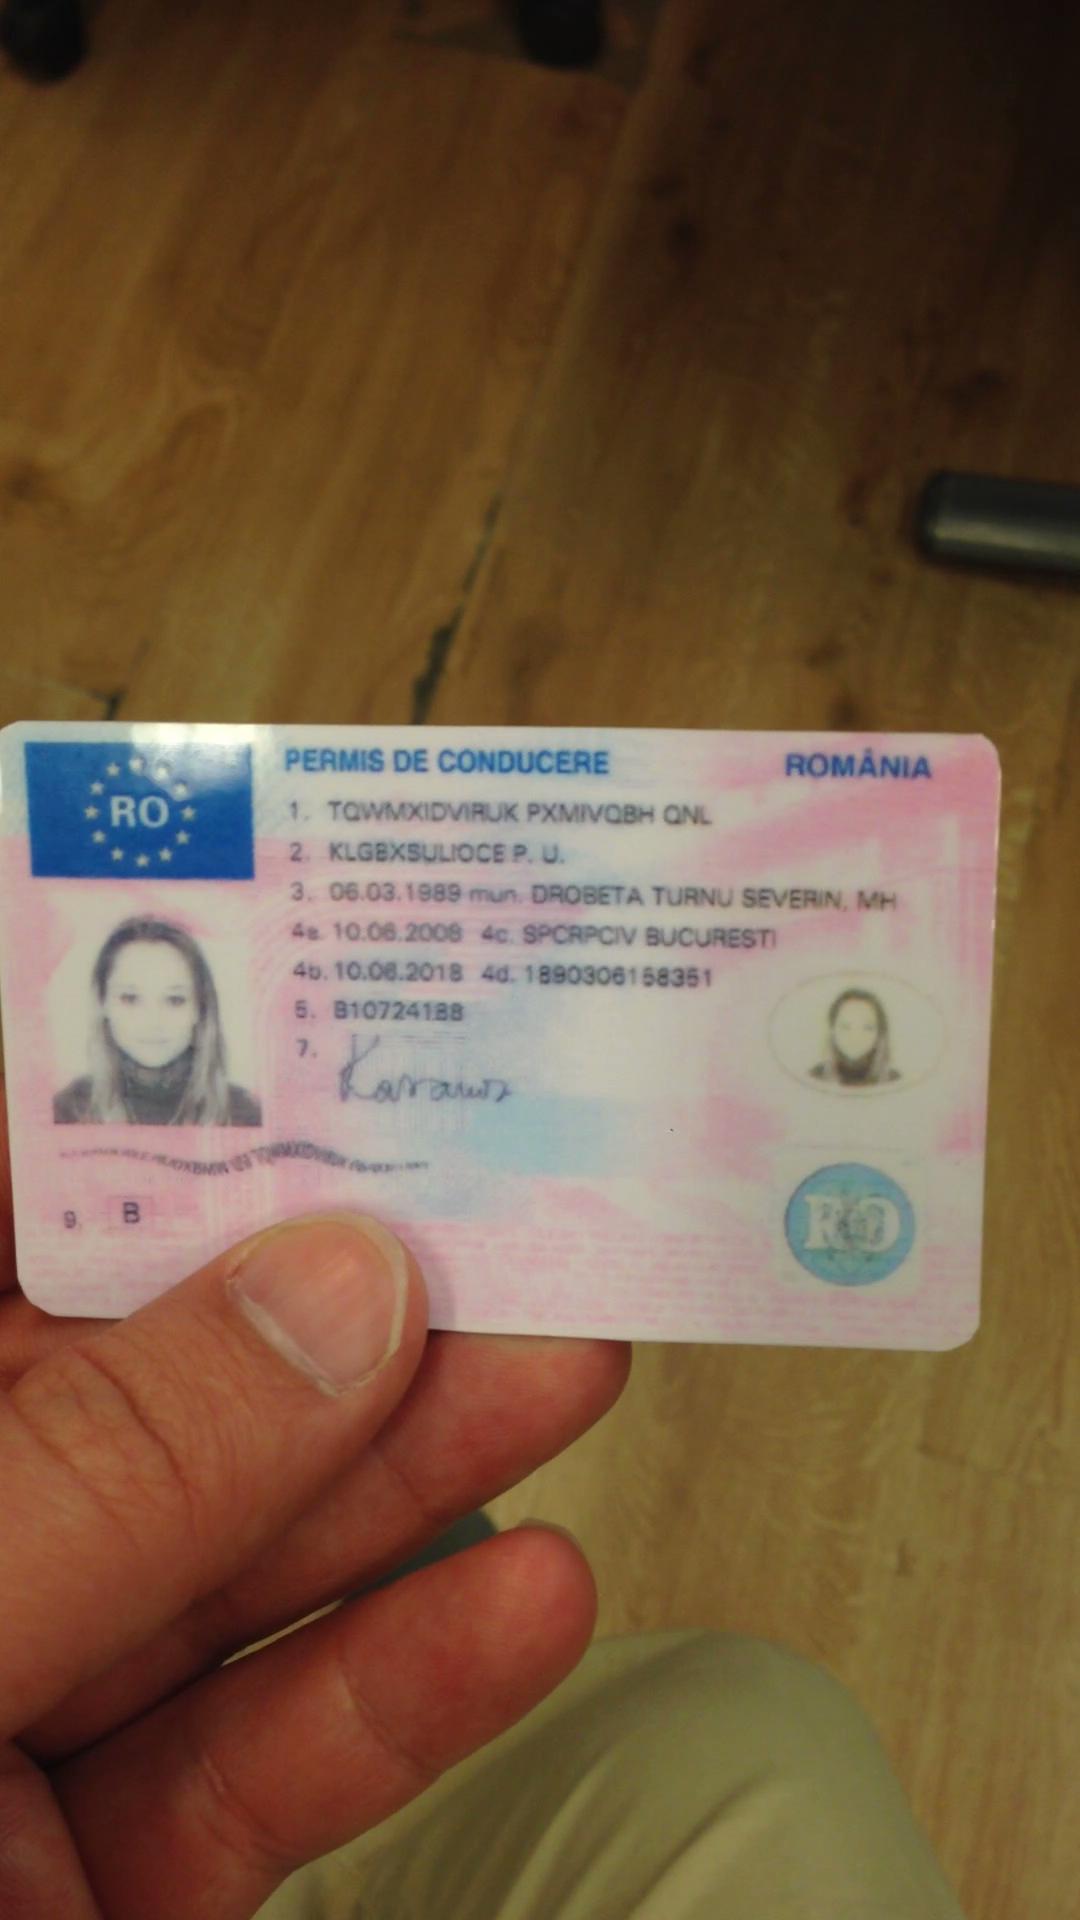 RO
PERMIS DE CONDUCERE ROMÂNIA
1. TQWMXIDVIRUK PXMIVQBH QNL
2. KLGBXSULIOCE P. U.
3. 06.03.1989 mun. DROBETA TURNU SEVERIN, MH
4a. 10.06.2008 4c. SPCRPCIV BUCURESTI
4b. 10.06.2018 4d. 1890306158351
5. B10724188
7.
9. B
RO